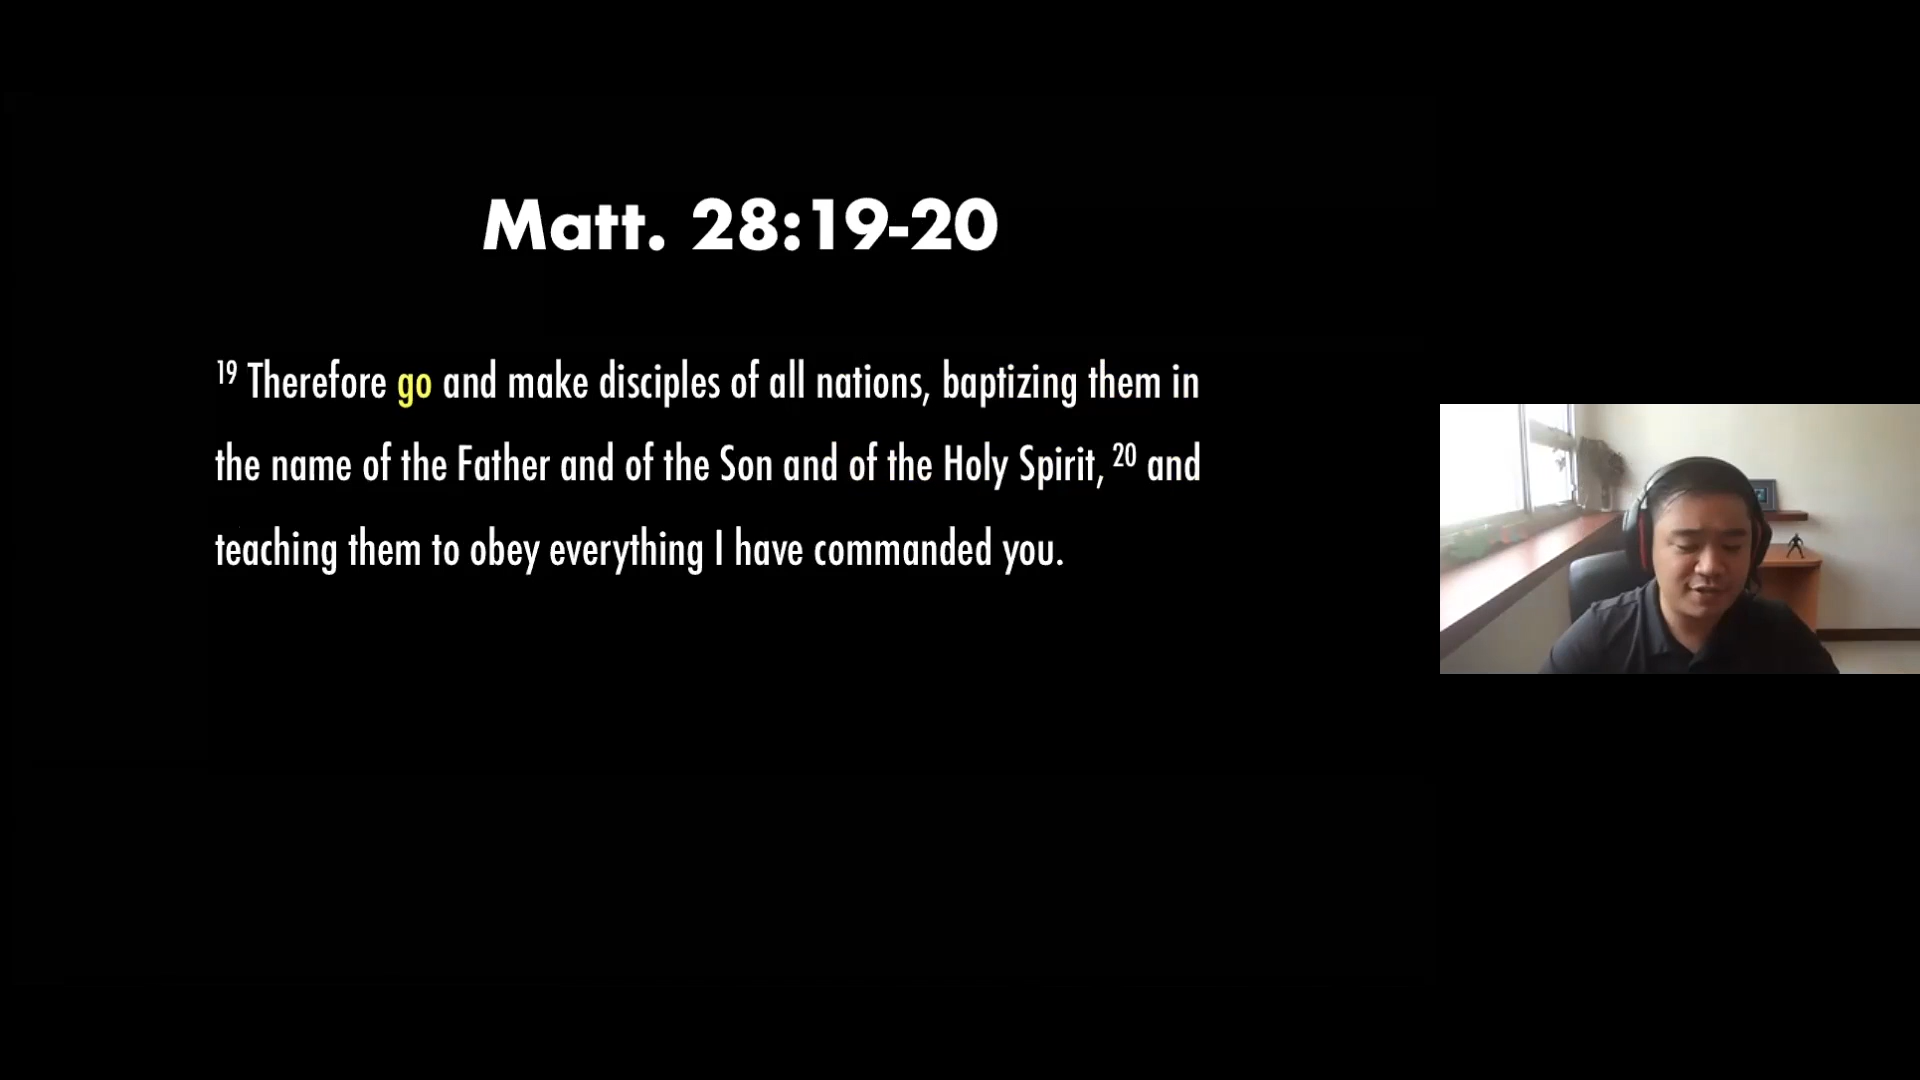 Matt. 28:19-20
19 Therefore go and make disciples of all nations, baptizing them in
the name of the Father and of the Son and of the Holy Spirit, 20 and
teaching them to obey everything I have commanded you.